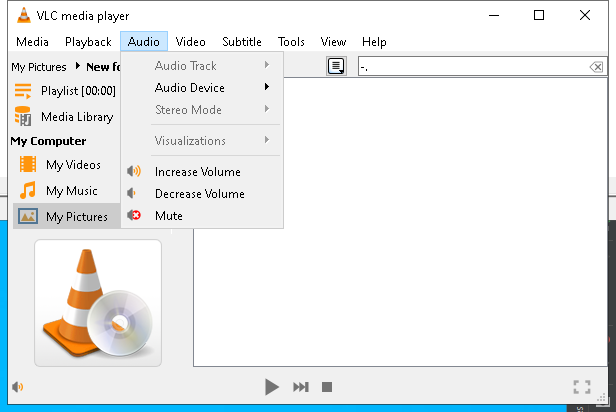 VLC media player
Media Playback Audio Video Subtitle Tools View Help
My Pictures New fo
-,
Playlist [00:00]
Media Library
My Computer
My Videos
My Music
My Pictures
Audio Track
Audio Device
Stereo Mode
Visualizations
Increase Volume
Decrease Volume
Mute